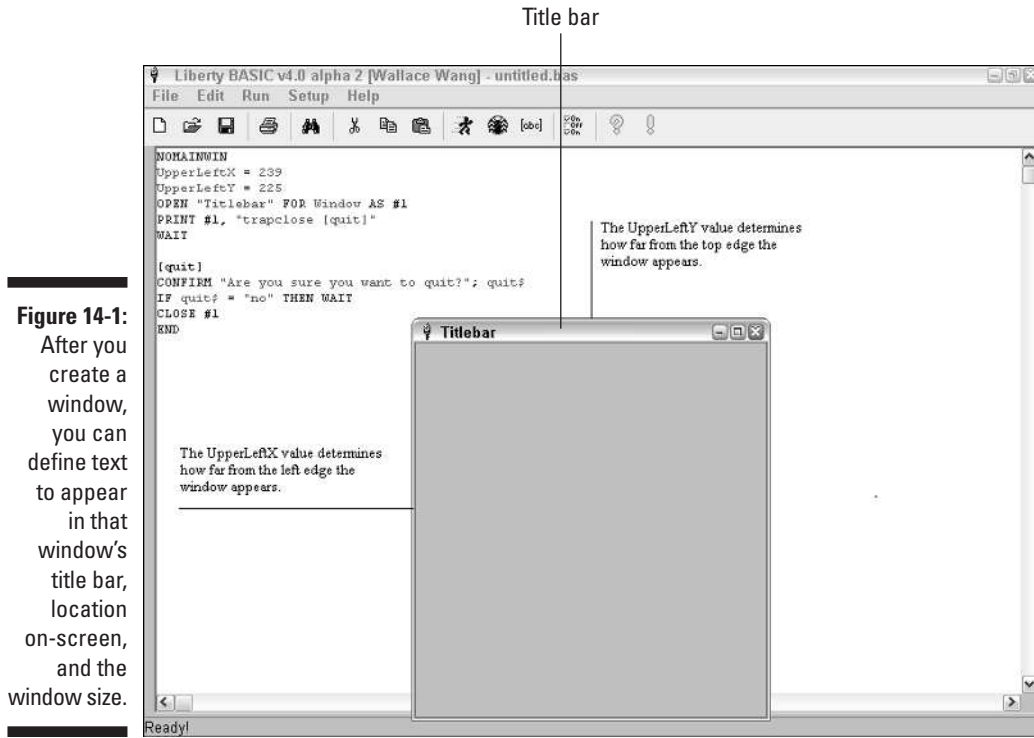 Title bar
Liberty BASIC v4.0 alpha 2 [Wallace Wang] - untitled.bas
File Edit Run Setup Help
[abc]
On
Off
On
NOMAINWIN
UpperLeftX = 239
UpperLeftY = 225
OPEN "Titlebar" FOR Window AS #1
PRINT #1, "trapclose [quit]"
WAIT
[quit]
CONFIRM "Are you sure you want to quit?"; quit$
IF quit$ = "no" THEN WAIT
CLOSE #1
END
The UpperLeftY value determines
how far from the top edge the
window appears.
Titlebar
The UpperLeftX value determines
how far from the left edge the
window appears.
Ready!
Figure 14-1:
After you
create a
window,
you can
define text
to appear
in that
window's
title bar,
location
on-screen,
and the
window size.